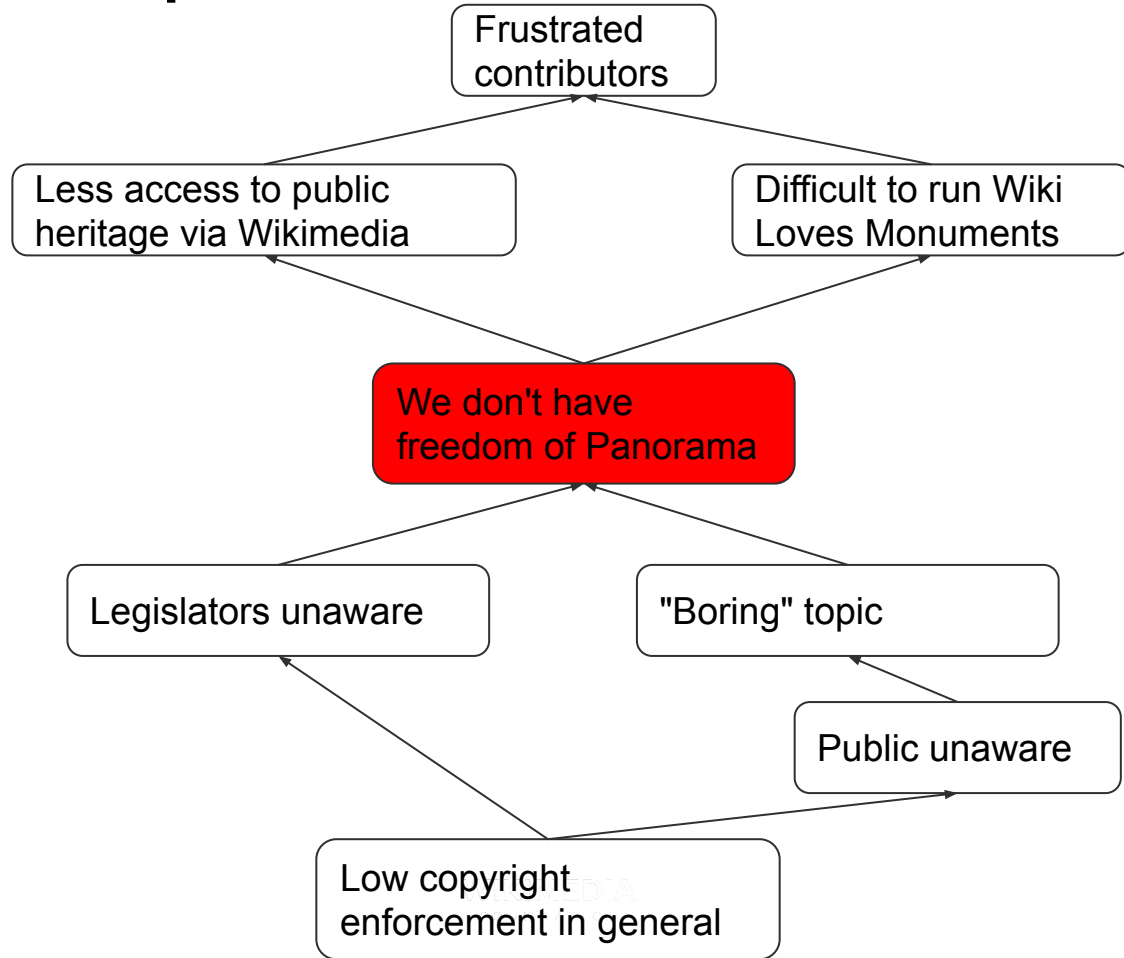 Frustrated
contributors
Less access to public
heritage via Wikimedia
Difficult to run Wiki
Loves Monuments
We don't have
freedom of Panorama
Legislators unaware
"Boring" topic
Public unaware
Low copyright
enforcement in general